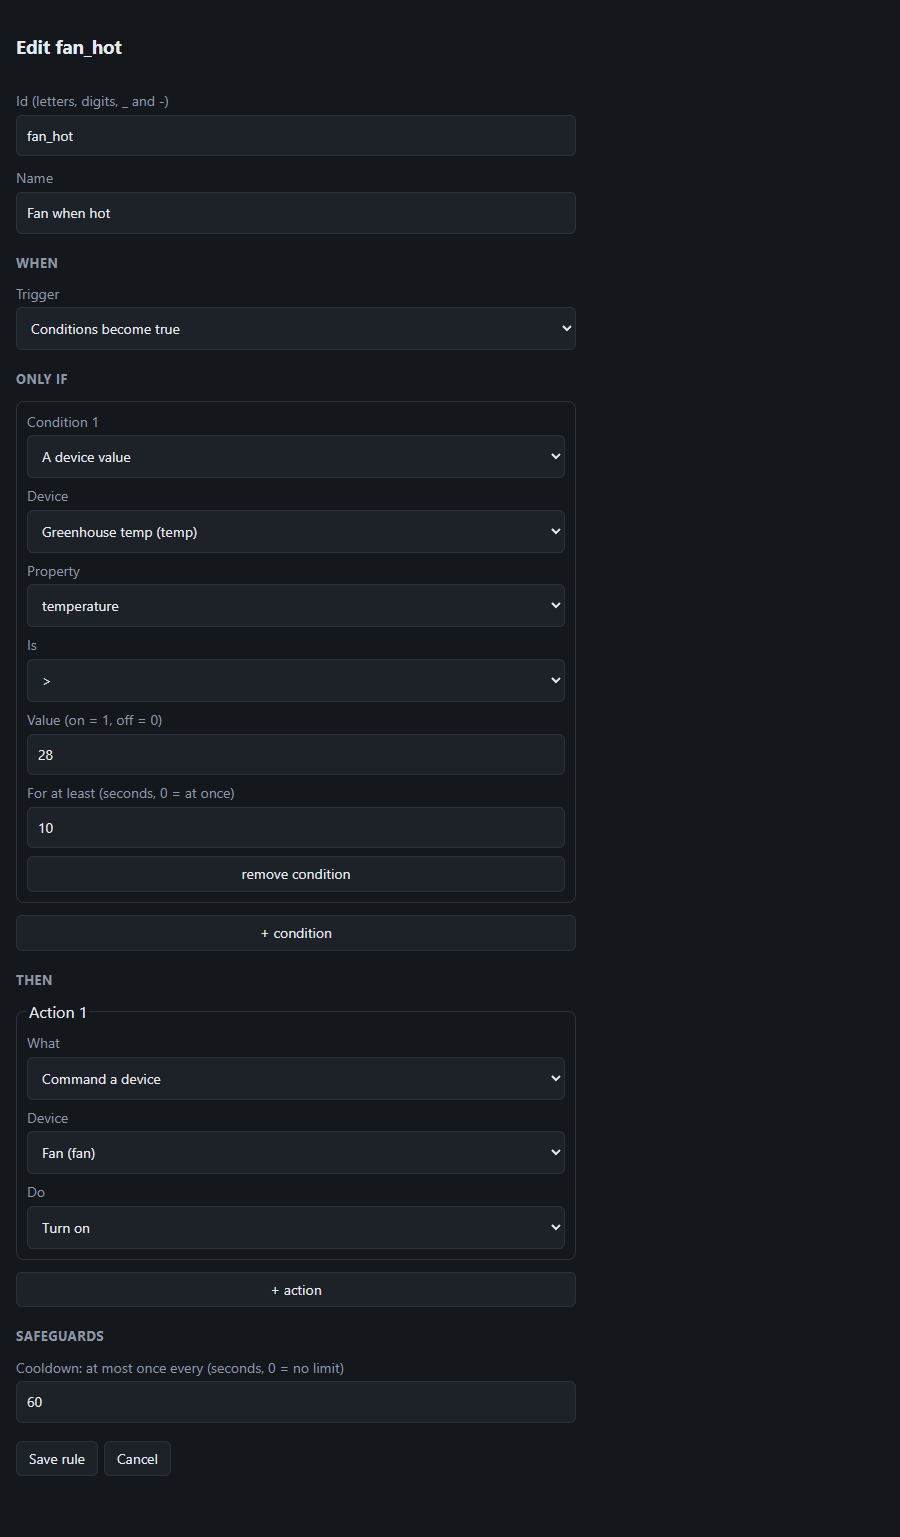 Edit fan_hot
Id (letters, digits, _ and -)
fan_hot
Name
Fan when hot
WHEN
Trigger
Conditions become true
ONLY IF
Condition 1
A device value
Device
Greenhouse temp (temp)
Property
temperature
Is
>
Value (on = 1, off = 0)
28
For at least (seconds, 0 = at once)
10
remove condition
+ condition
THEN
Action 1
What
Command a device
Device
Fan (fan)
Do
Turn on
+ action
SAFEGUARDS
Cooldown: at most once every (seconds, 0 = no limit)
60
Save rule Cancel